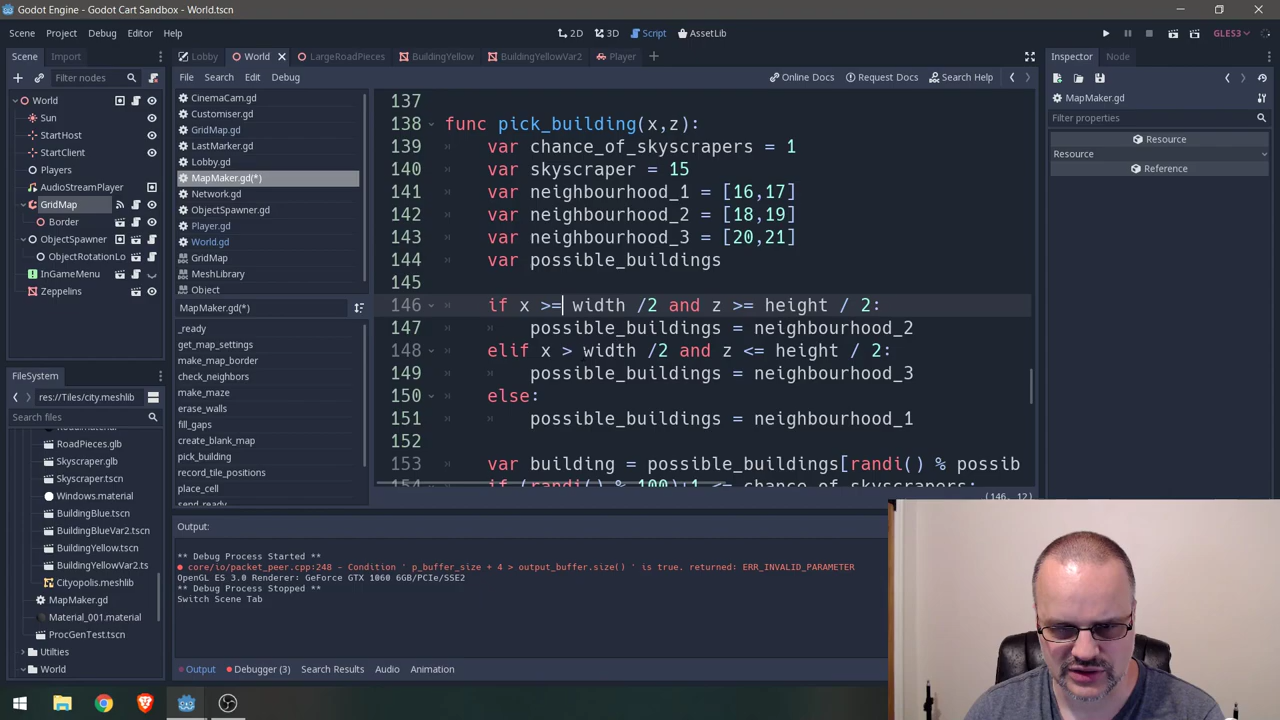 Godot Engine - Godot Cart Sandbox - World.tscn
Scene Project Debug Editor Help
2D 3D Script AssetLib
GLES3
Scene Import
Lobby World LargeRoadPieces BuildingYellow BuildingYellowVar2 Player
Inspector Node
Filter nodes
File Search Edit Debug
Online Docs Request Docs Search Help
MapMaker.gd
Filter properties
Resource
Resource
Reference
World
Sun
StartHost
StartClient
Players
AudioStreamPlayer
GridMap
Border
ObjectSpawner
ObjectRotationLo
InGameMenu
Zeppelins
CinemaCam.gd
Customiser.gd
GridMap.gd
LastMarker.gd
Lobby.gd
MapMaker.gd(*)
Network.gd
ObjectSpawner.gd
Player.gd
World.gd
GridMap
MeshLibrary
Object
MapMaker.gd(*)
_ready
get_map_settings
make_map_border
check_neighbors
make_maze
erase_walls
fill_gaps
create_blank_map
pick_building
record_tile_positions
place_cell
send_ready
137
138 func pick_building(x,z):
139 var chance_of_skyscrapers = 1
140 var skyscraper = 15
141 var neighbourhood_1 = [16,17]
142 var neighbourhood_2 = [18,19]
143 var neighbourhood_3 = [20,21]
144 var possible_buildings
145
146 if x >= width /2 and z >= height / 2:
147 possible_buildings = neighbourhood_2
148 elif x > width /2 and z <= height / 2:
149 possible_buildings = neighbourhood_3
150 else:
151 possible_buildings = neighbourhood_1
152
153 var building = possible_buildings[randi() % possib
154 if (randi() % 100)+1 <= chance_of_skyscrapers:
(146, 12)
FileSystem
res://Tiles/city.meshlib
Search files
RoadPieces.glb
Skyscraper.glb
Skyscraper.tscn
Windows.material
BuildingBlue.tscn
BuildingBlueVar2.tscn
BuildingYellow.tscn
BuildingYellowVar2.ts
Cityopolis.meshlib
MapMaker.gd
Material_001.material
ProcGenTest.tscn
Utilties
World
Output:
** Debug Process Started **
core/io/packet_peer.cpp:248 - Condition ' p_buffer_size + 4 > output_buffer.size() ' is true. returned: ERR_INVALID_PARAMETER
OpenGL ES 3.0 Renderer: GeForce GTX 1060 6GB/PCIe/SSE2
** Debug Process Stopped **
Switch Scene Tab
Output Debugger (3) Search Results Audio Animation